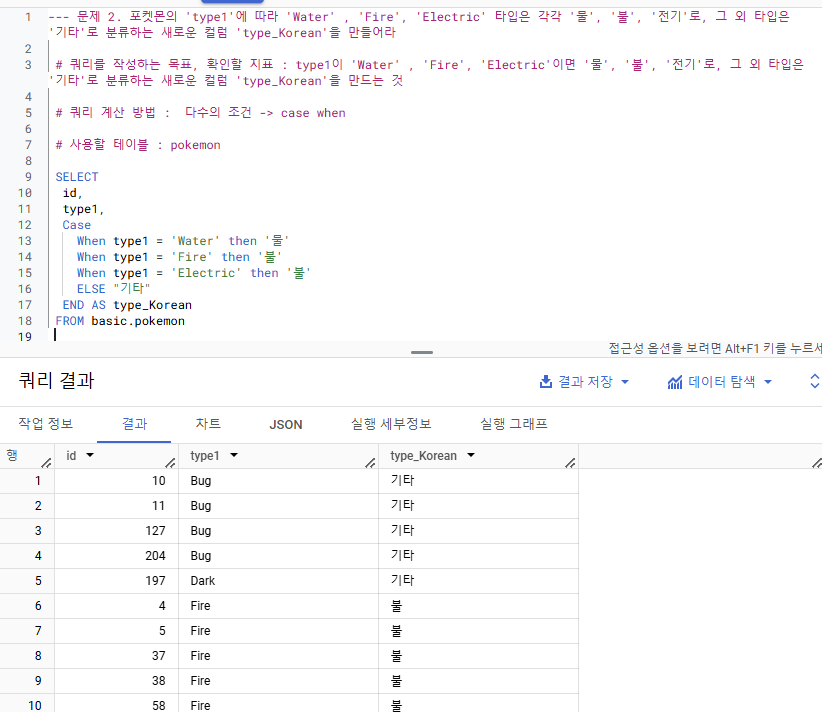 1 --- 문제 2. 포켓몬의 'type1'에 따라 'Water' , 'Fire', 'Electric' 타입은 각각 '물', '불', '전기'로, 그 외 타입은
'기타'로 분류하는 새로운 컬럼 'type_Korean'을 만들어라
2
3 # 쿼리를 작성하는 목표, 확인할 지표 : type1이 'Water' , 'Fire', 'Electric'이면 '물', '불', '전기'로, 그 외 타입은
'기타'로 분류하는 새로운 컬럼 'type_Korean'을 만드는 것
4
5 # 쿼리 계산 방법 :  다수의 조건 -> case when
6
7 # 사용할 테이블 : pokemon
8
9 SELECT
10 id,
11 type1,
12 Case
13 When type1 = 'Water' then '물'
14 When type1 = 'Fire' then '불'
15 When type1 = 'Electric' then '불'
16 ELSE "기타"
17 END AS type_Korean
18 FROM basic.pokemon
19
접근성 옵션을 보려면 Alt+F1 키를 누르세
쿼리 결과 결과 저장 데이터 탐색
작업 정보 결과 차트 JSON 실행 세부정보 실행 그래프
행 id type1 type_Korean
1 10 Bug 기타
2 11 Bug 기타
3 127 Bug 기타
4 204 Bug 기타
5 197 Dark 기타
6 4 Fire 불
7 5 Fire 불
8 37 Fire 불
9 38 Fire 불
10 58 Fire 불